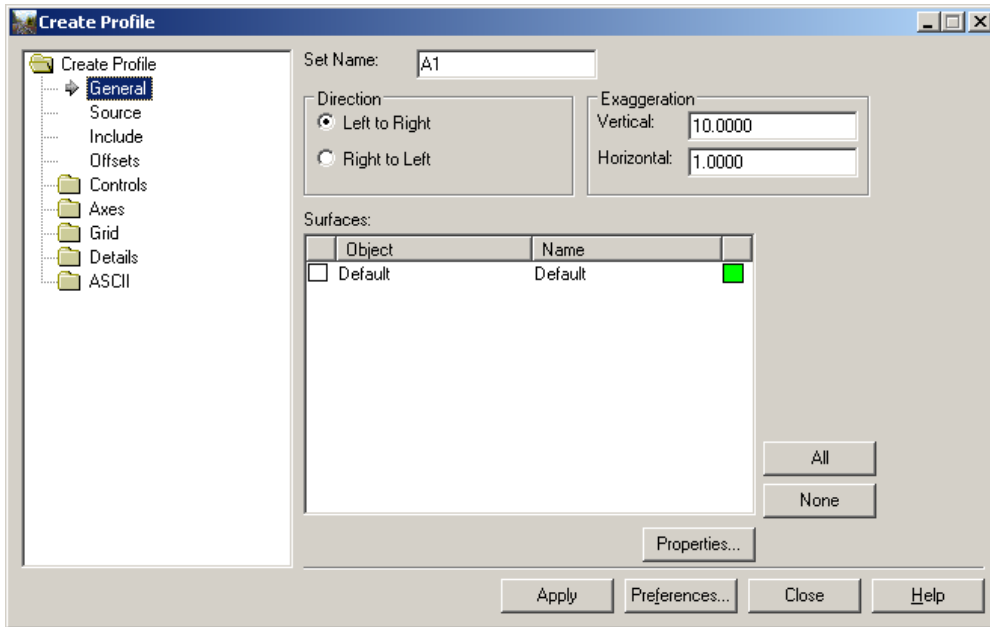 Create Profile
Create Profile
General
Source
Include
Offsets
Controls
Axes
Grid
Details
ASCII
Set Name: A1
Direction
Left to Right
Right to Left
Exaggeration
Vertical: 10.0000
Horizontal: 1.0000
Surfaces:
Object Name
Default Default
All
None
Properties...
Apply Preferences... Close Help